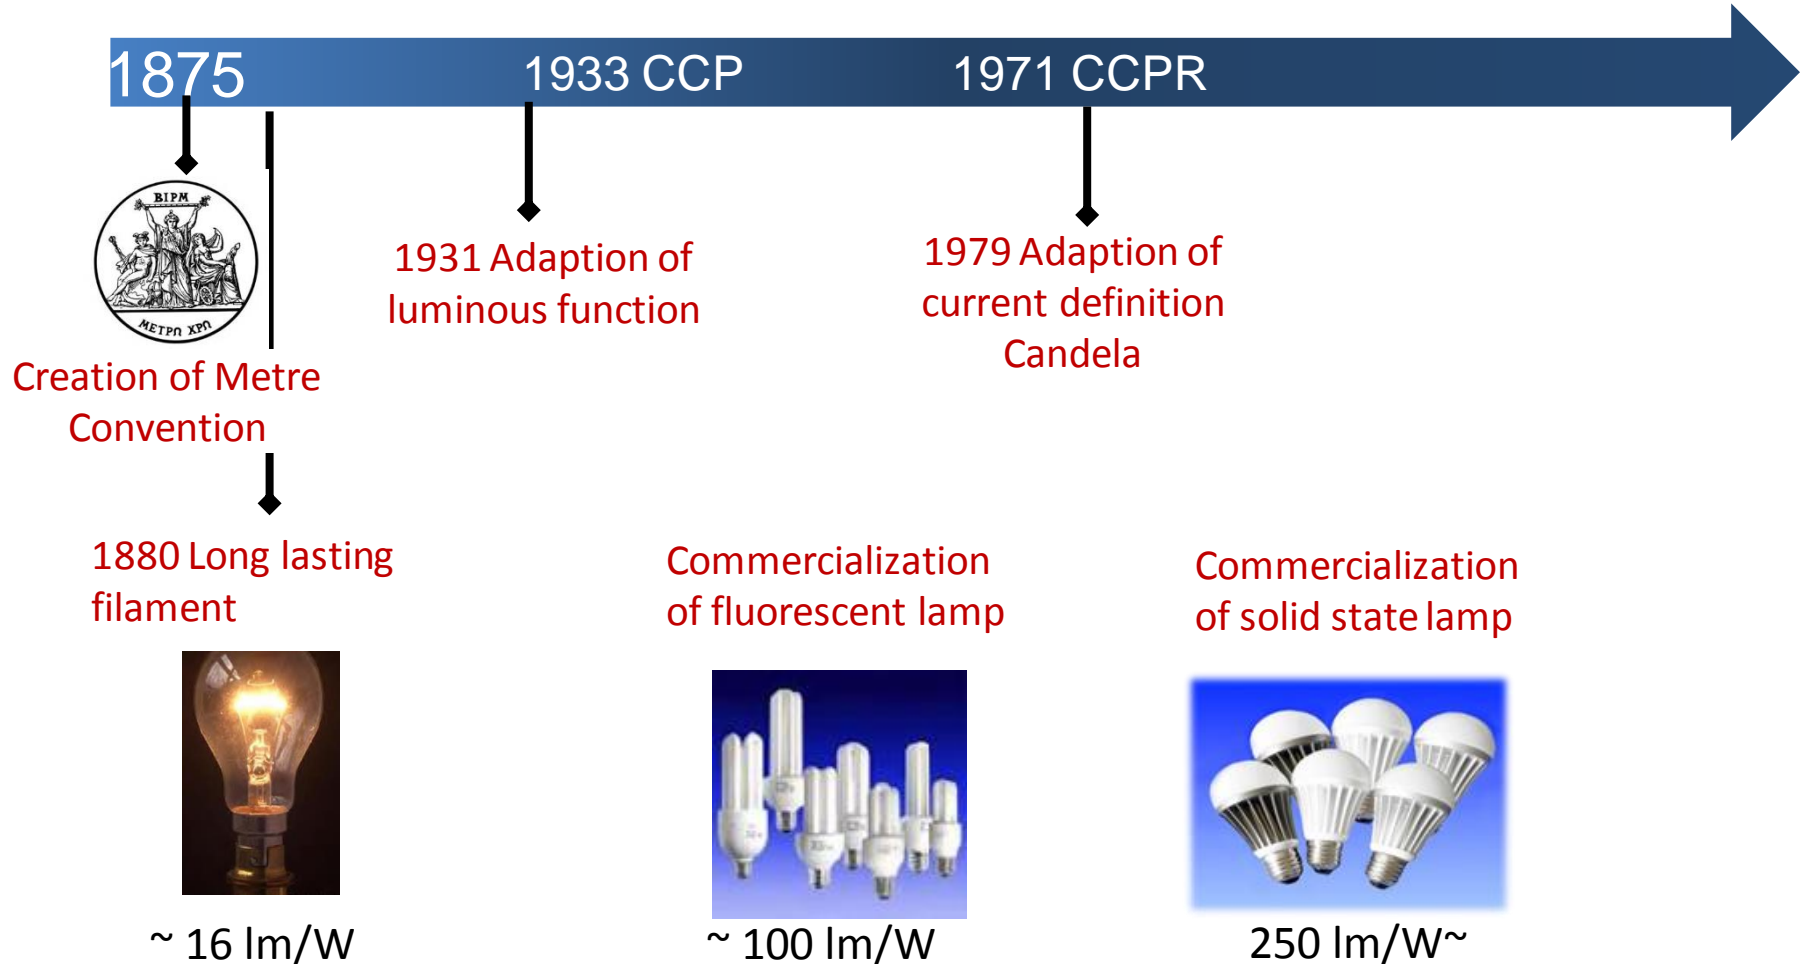 1875
1933 CCP
1971 CCPR
BIPM
ΜΕΤΡΩ ΧΡΩ
Creation of Metre
Convention
1931 Adaption of
luminous function
1979 Adaption of
current definition
Candela
1880 Long lasting
filament
~ 16 lm/W
Commercialization
of fluorescent lamp
~ 100 lm/W
Commercialization
of solid state lamp
250 lm/W~